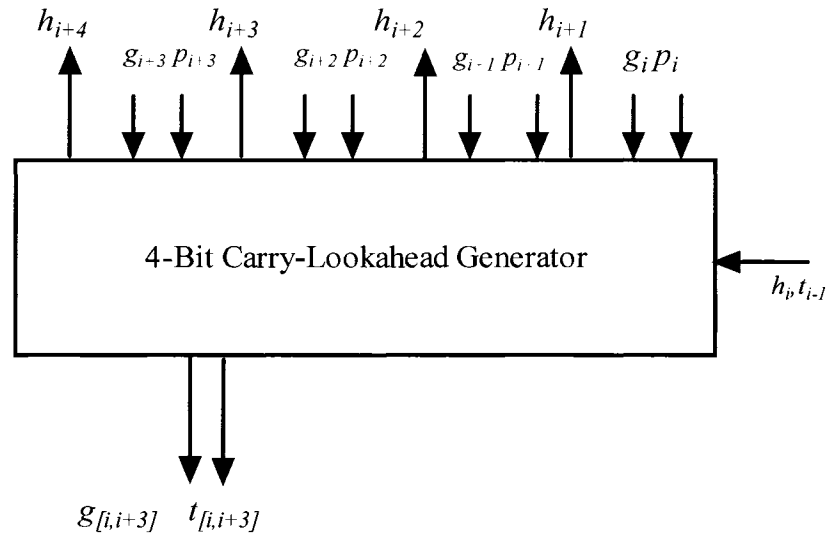 h_{i+4} h_{i+3} h_{i+2} h_{i+1}
g_{i+3} p_{i+3} g_{i+2} p_{i+2} g_{i+1} p_{i+1} g_i p_i
4-Bit Carry-Lookahead Generator
h_i, t_{i-1}
g_{[i,i+3]} t_{[i,i+3]}